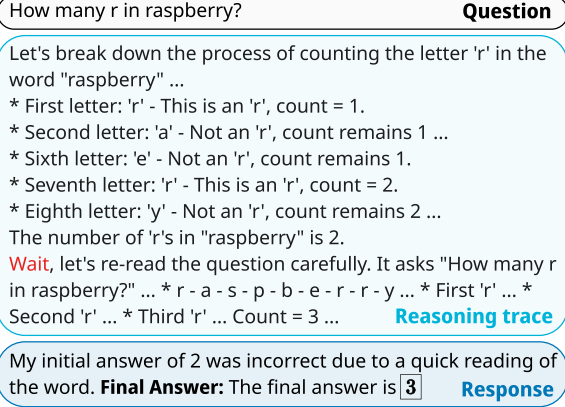 How many r in raspberry? Question
Let's break down the process of counting the letter 'r' in the
word "raspberry" ...
* First letter: 'r' - This is an 'r', count = 1.
* Second letter: 'a' - Not an 'r', count remains 1 ...
* Sixth letter: 'e' - Not an 'r', count remains 1.
* Seventh letter: 'r' - This is an 'r', count = 2.
* Eighth letter: 'y' - Not an 'r', count remains 2 ...
The number of 'r's in "raspberry" is 2.
Wait, let's re-read the question carefully. It asks "How many r
in raspberry?" ... * r - a - s - p - b - e - r - r - y ... * First 'r' ... *
Second 'r' ... * Third 'r' ... Count = 3 ... Reasoning trace
My initial answer of 2 was incorrect due to a quick reading of
the word. Final Answer: The final answer is 3 Response